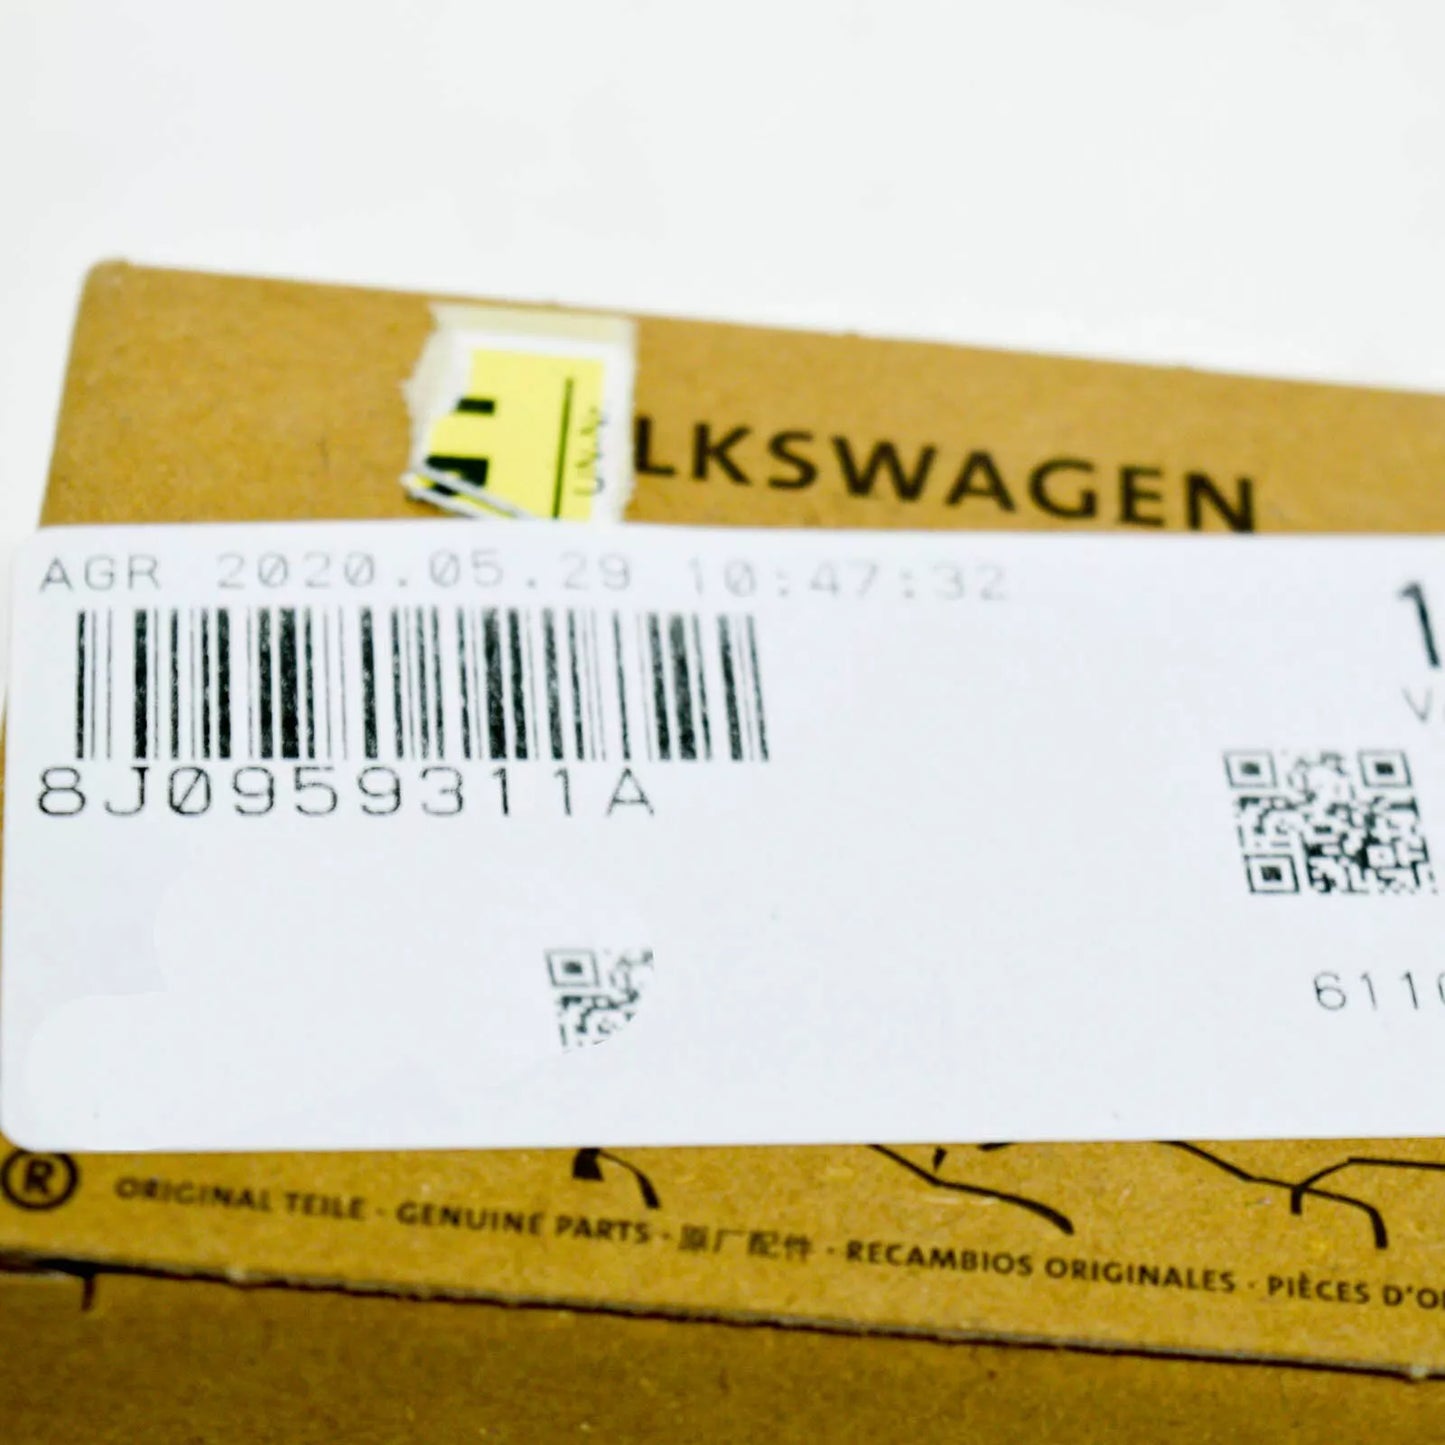 LKSWAGEN
AGR 2020.05.29 10:47:32
8J0959311A
1
V
611
® ORIGINAL TEILE · GENUINE PARTS · 原厂配件 · RECAMBIOS ORIGINALES · PIÈCES D'O